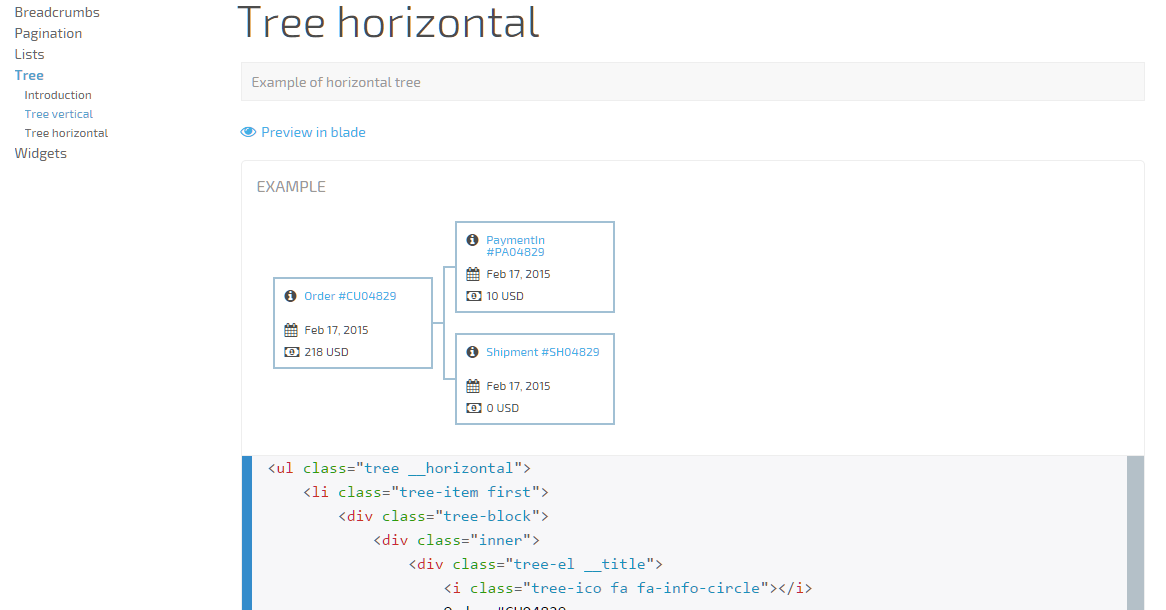 Breadcrumbs
Pagination
Lists
Tree
Introduction
Tree vertical
Tree horizontal
Widgets
Tree horizontal
Example of horizontal tree
Preview in blade
EXAMPLE
Order #CU04829
Feb 17, 2015
218 USD
PaymentIn
#PA04829
Feb 17, 2015
10 USD
Shipment #SH04829
Feb 17, 2015
0 USD
<ul class="tree __horizontal">
<li class="tree-item first">
<div class="tree-block">
<div class="inner">
<div class="tree-el __title">
<i class="tree-ico fa fa-info-circle"></i>
Order #CU04829